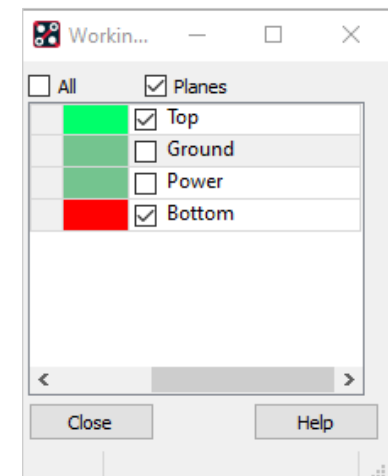 Workin...
All Planes
Top
Ground
Power
Bottom
Close Help